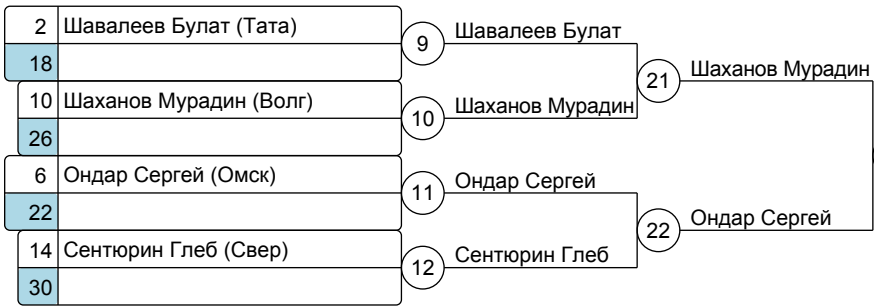 2 Шавалеев Булат (Тата)
18
10 Шаханов Мурадин (Волг)
26
6 Ондар Сергей (Омск)
22
14 Сентюрин Глеб (Свер)
30
9 Шавалеев Булат
10 Шаханов Мурадин
11 Ондар Сергей
12 Сентюрин Глеб
21 Шаханов Мурадин
22 Ондар Сергей